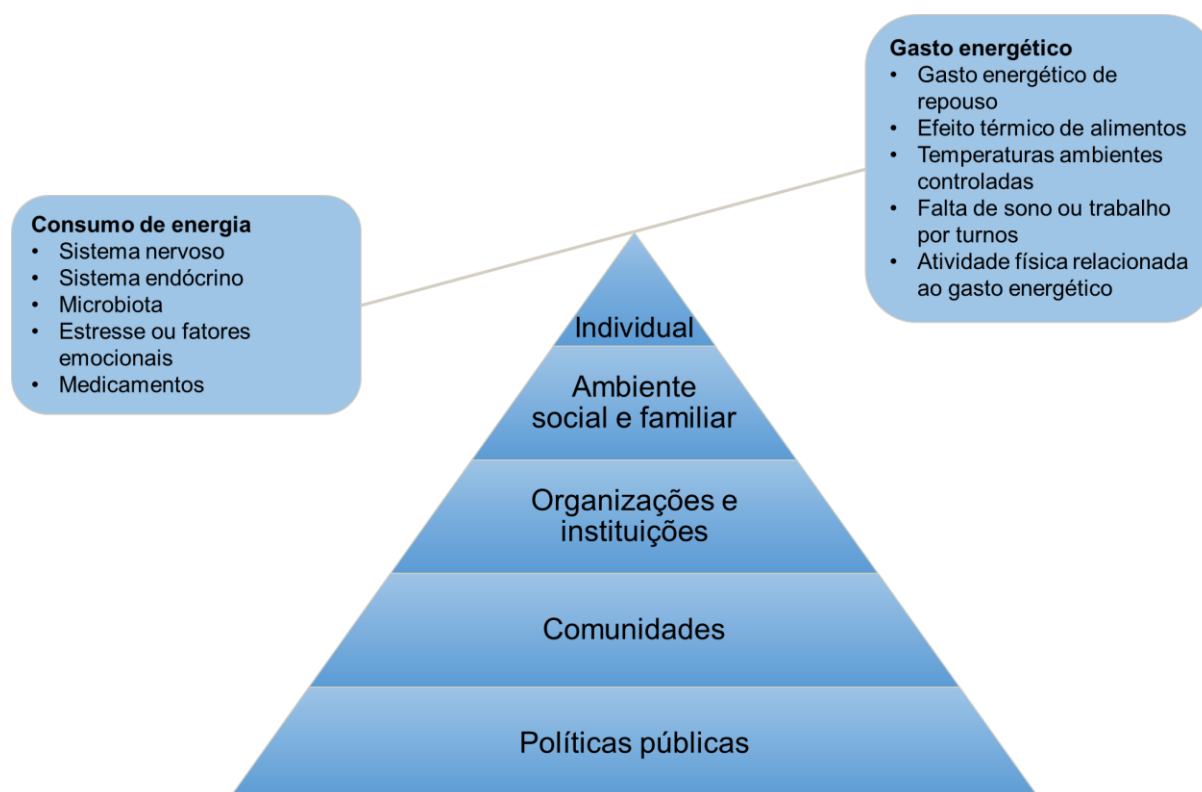 Gasto energético
• Gasto energético de
repouso
• Efeito térmico de alimentos
• Temperaturas ambientes
controladas
• Falta de sono ou trabalho
por turnos
• Atividade física relacionada
ao gasto energético
Consumo de energia
• Sistema nervoso
• Sistema endócrino
• Microbiota
• Estresse ou fatores
emocionais
• Medicamentos
Individual
Ambiente
social e familiar
Organizações e
instituições
Comunidades
Políticas públicas